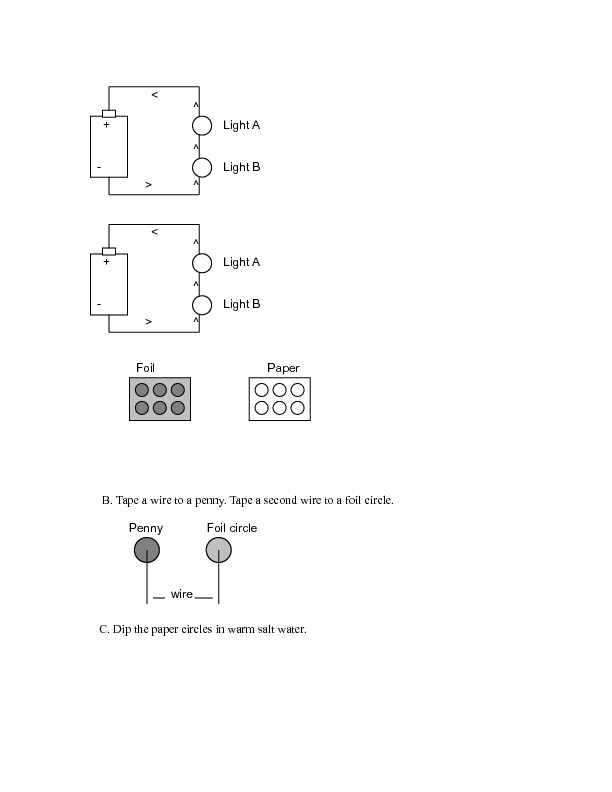 <
^
+
Light A
^
-
Light B
>
^
<
^
+
Light A
^
-
Light B
>
^
Foil Paper
B. Tape a wire to a penny. Tape a second wire to a foil circle.
Penny Foil circle
wire
C. Dip the paper circles in warm salt water.